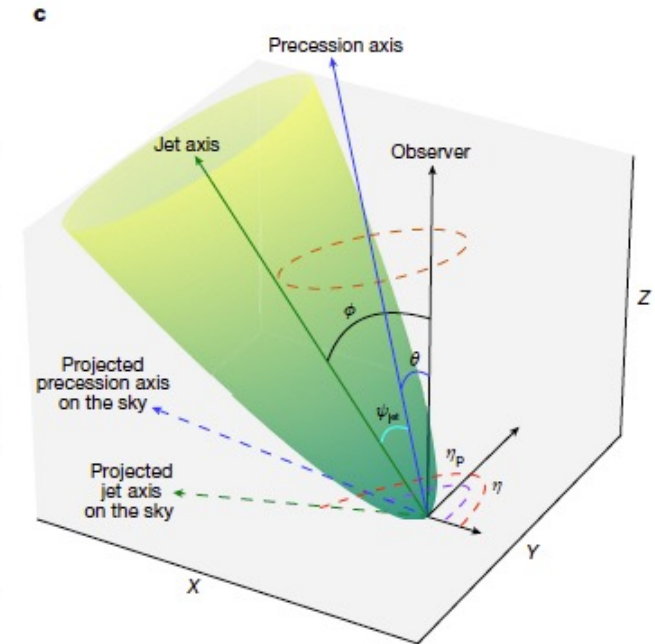 c
Precession axis
Jet axis
Observer
ϕ
Z
θ
Projected
precession axis
on the sky
ψjet
ηp
Projected
jet axis
on the sky
η
Y
X